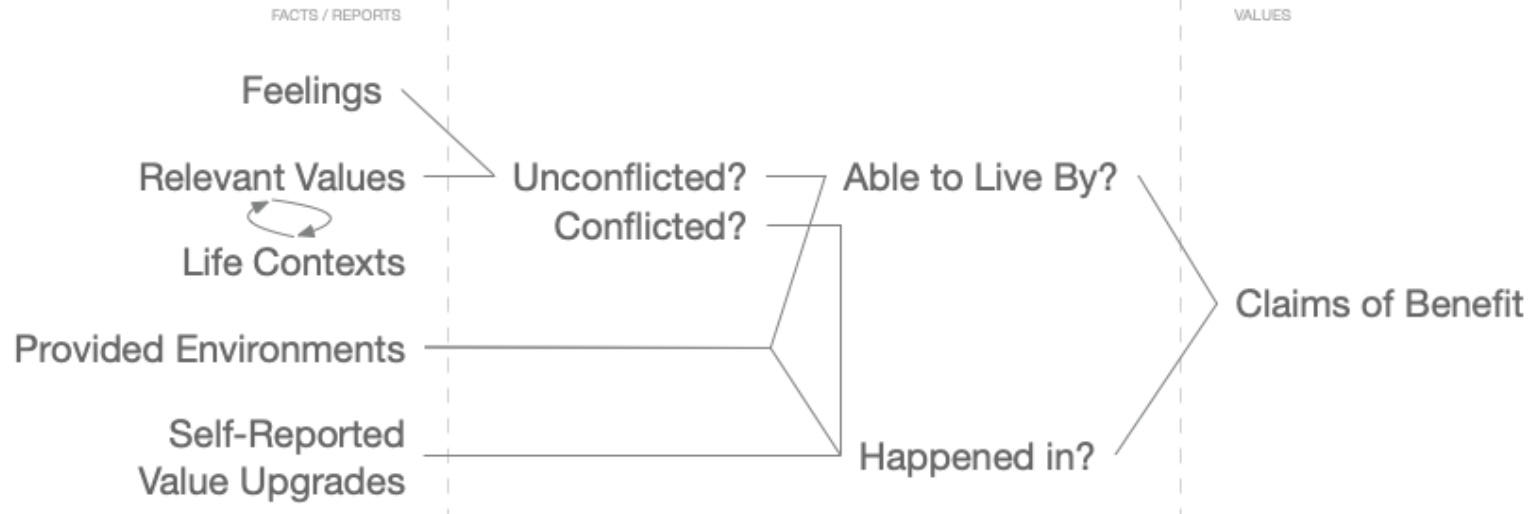 FACTS / REPORTS
VALUES
Feelings
Relevant Values
Unconflicted?
Able to Live By?
Conflicted?
Life Contexts
Claims of Benefit
Provided Environments
Self-Reported
Value Upgrades
Happened in?